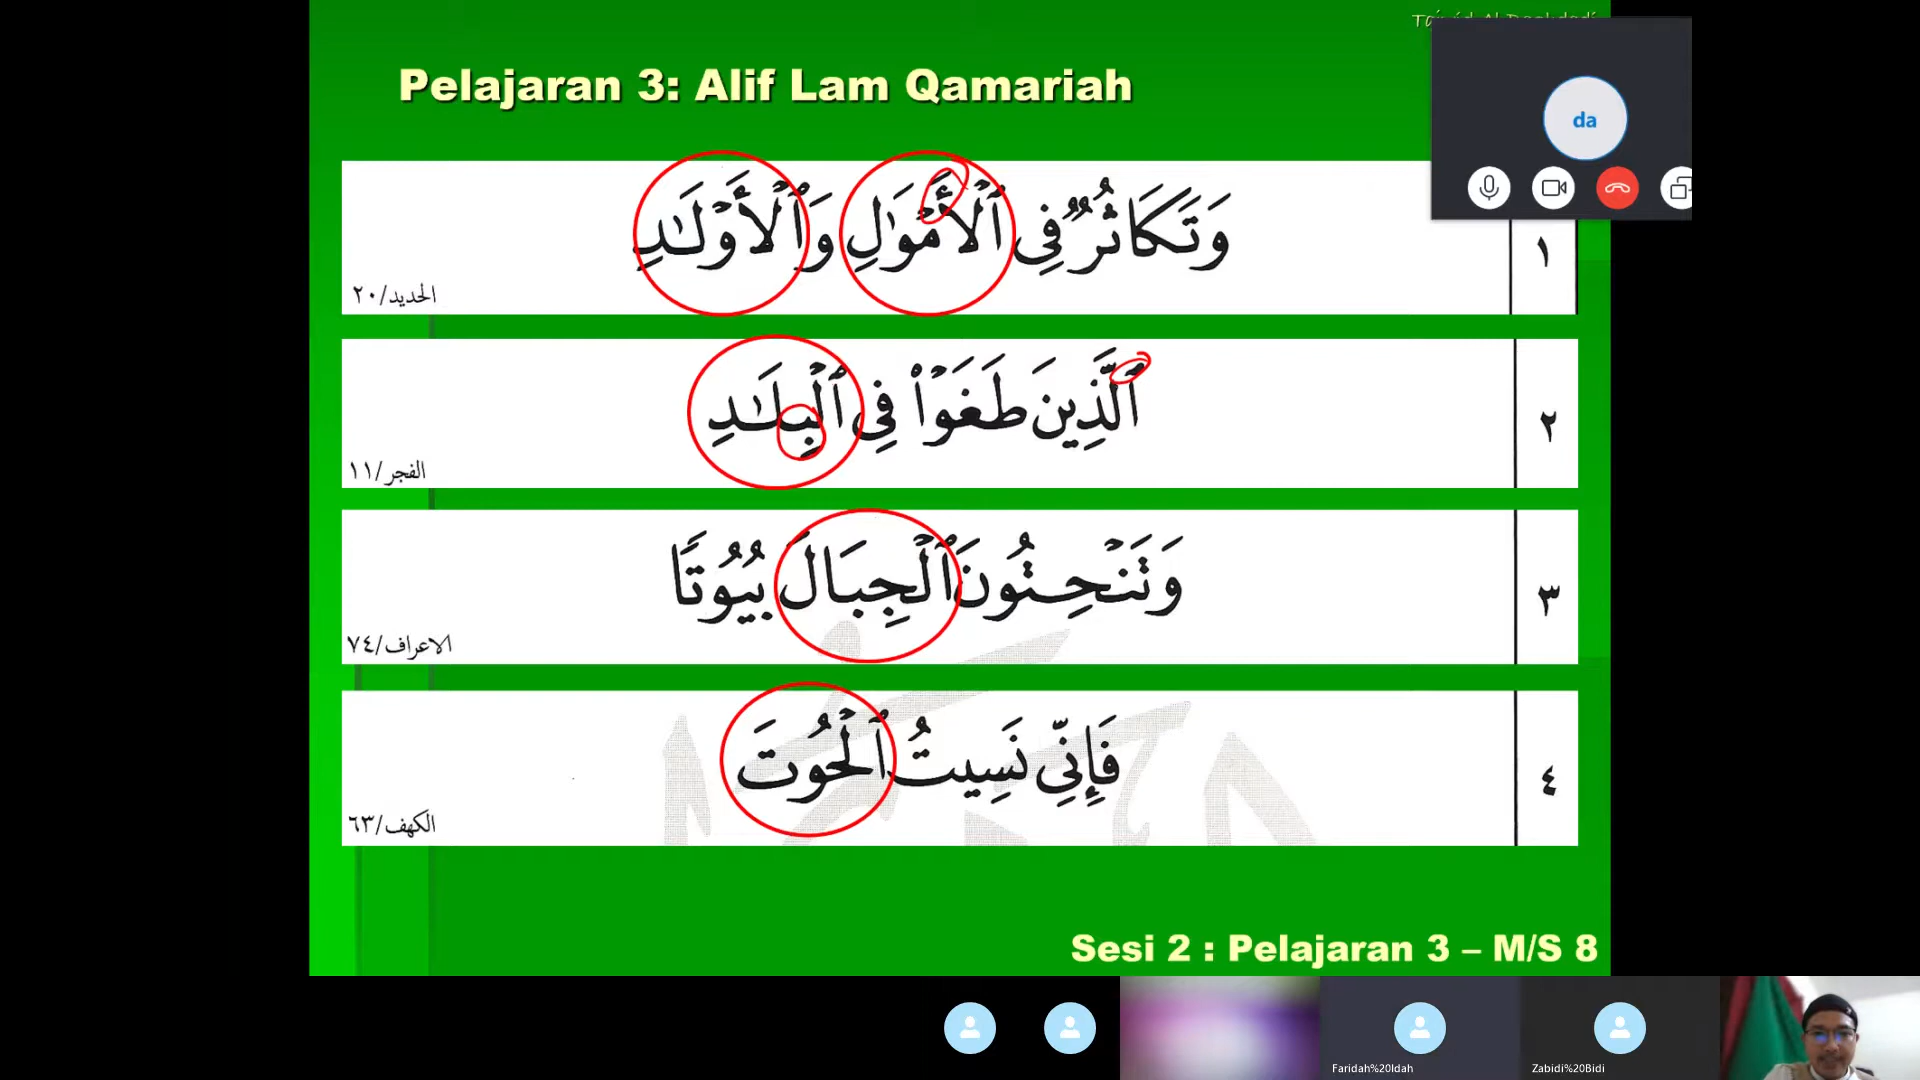 Pelajaran 3: Alif Lam Qamariah
da
١
وَتَكَاثُرٌ فِى ٱلْأَمْوَٰلِ وَٱلْأَوْلَـٰدِ
الحديد/٢٠
٢
ٱلَّذِينَ طَغَوْا۟ فِى ٱلْبِلَـٰدِ
الفجر/١١
٣
وَتَنْحِتُونَ ٱلْجِبَالَ بُيُوتًا
الاعراف/٧٤
٤
فَإِنِّى نَسِيتُ ٱلْحُوتَ
الكهف/٦٣
Sesi 2 : Pelajaran 3 – M/S 8
Faridah%20Idah
Zabidi%20Bidi